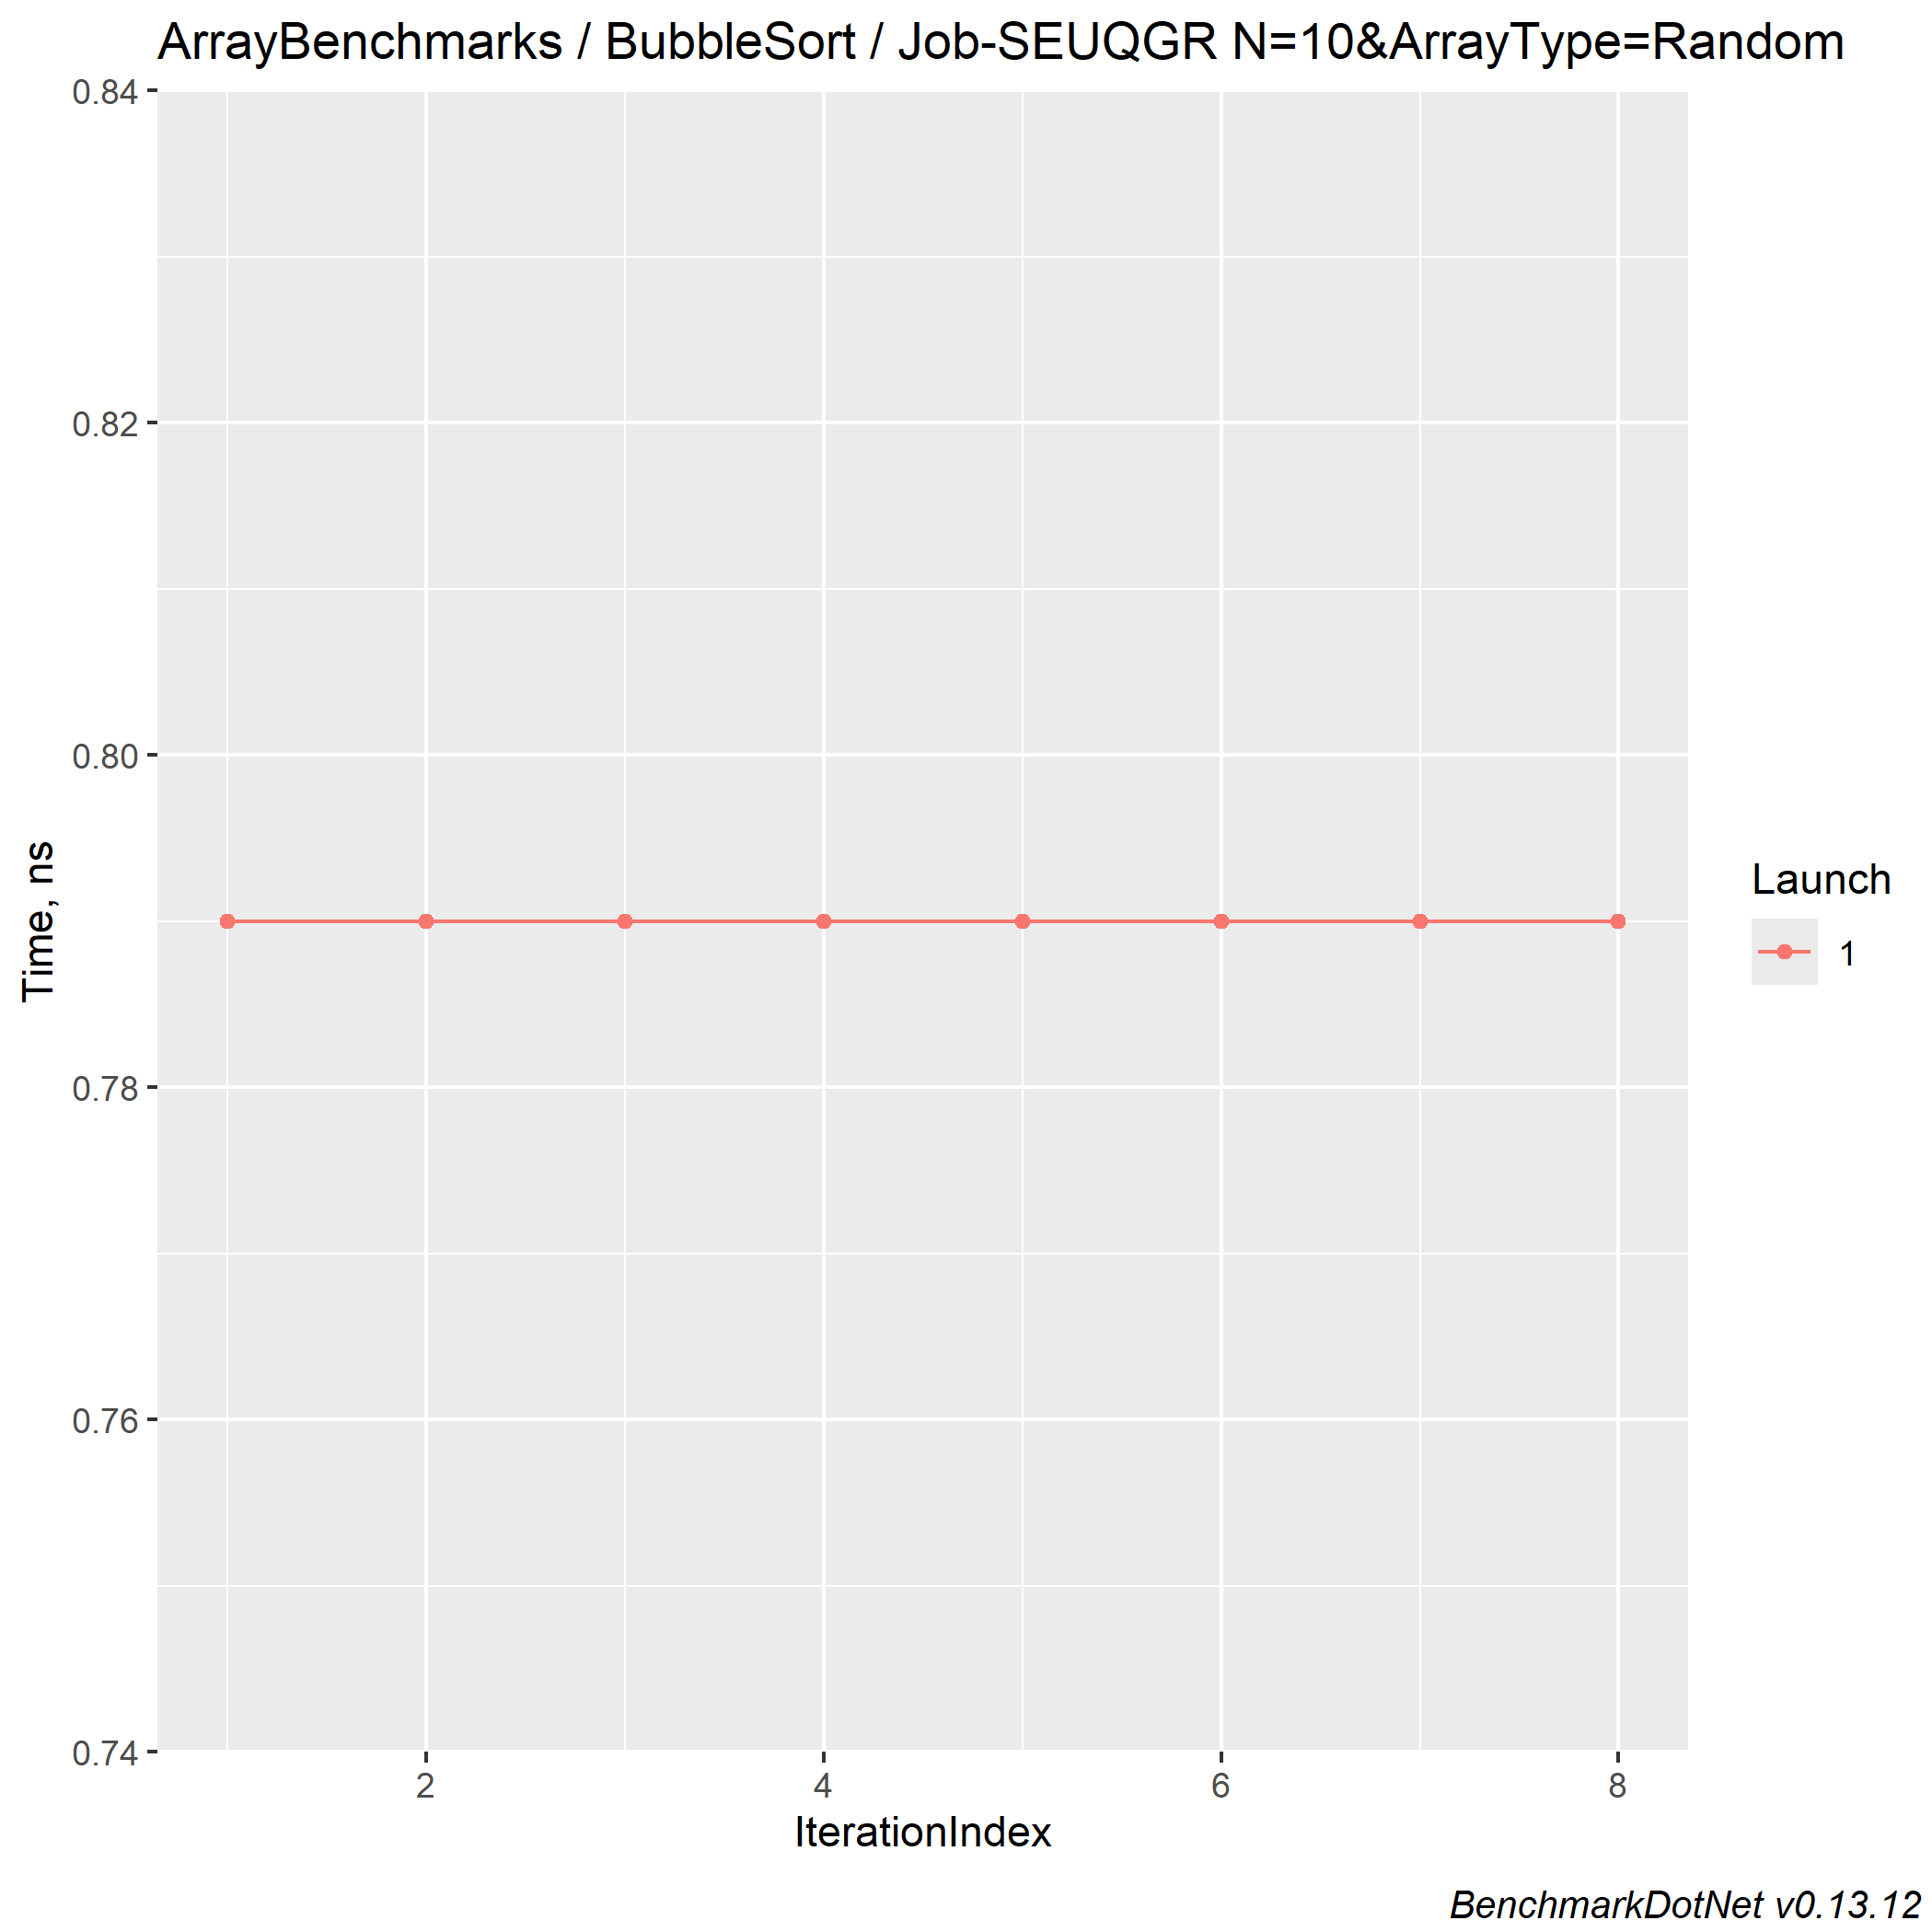 ArrayBenchmarks / BubbleSort / Job-SEUQGR N=10&ArrayType=Random
0.84
0.82
0.80
0.78
0.76
0.74
Time, ns
2 4 6 8
IterationIndex
Launch
1
BenchmarkDotNet v0.13.12